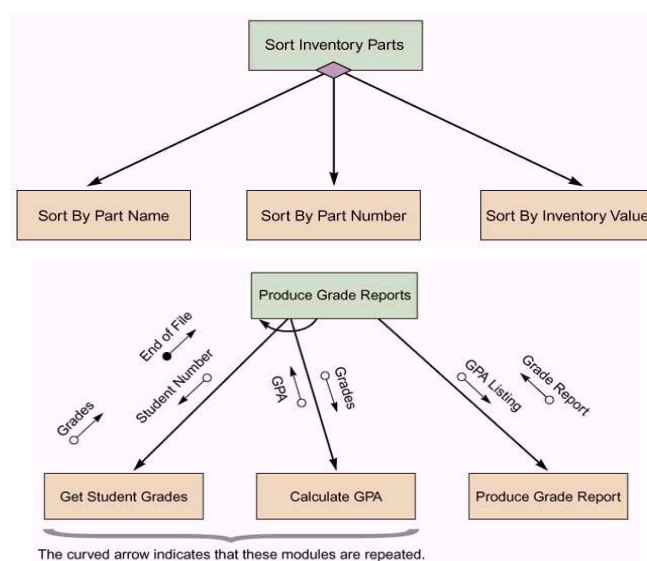 Sort Inventory Parts
Sort By Part Name
Sort By Part Number
Sort By Inventory Value
Produce Grade Reports
End of File
Student Number
Grades
GPA
Grades
GPA Listing
Grade Report
Get Student Grades
Calculate GPA
Produce Grade Report
The curved arrow indicates that these modules are repeated.